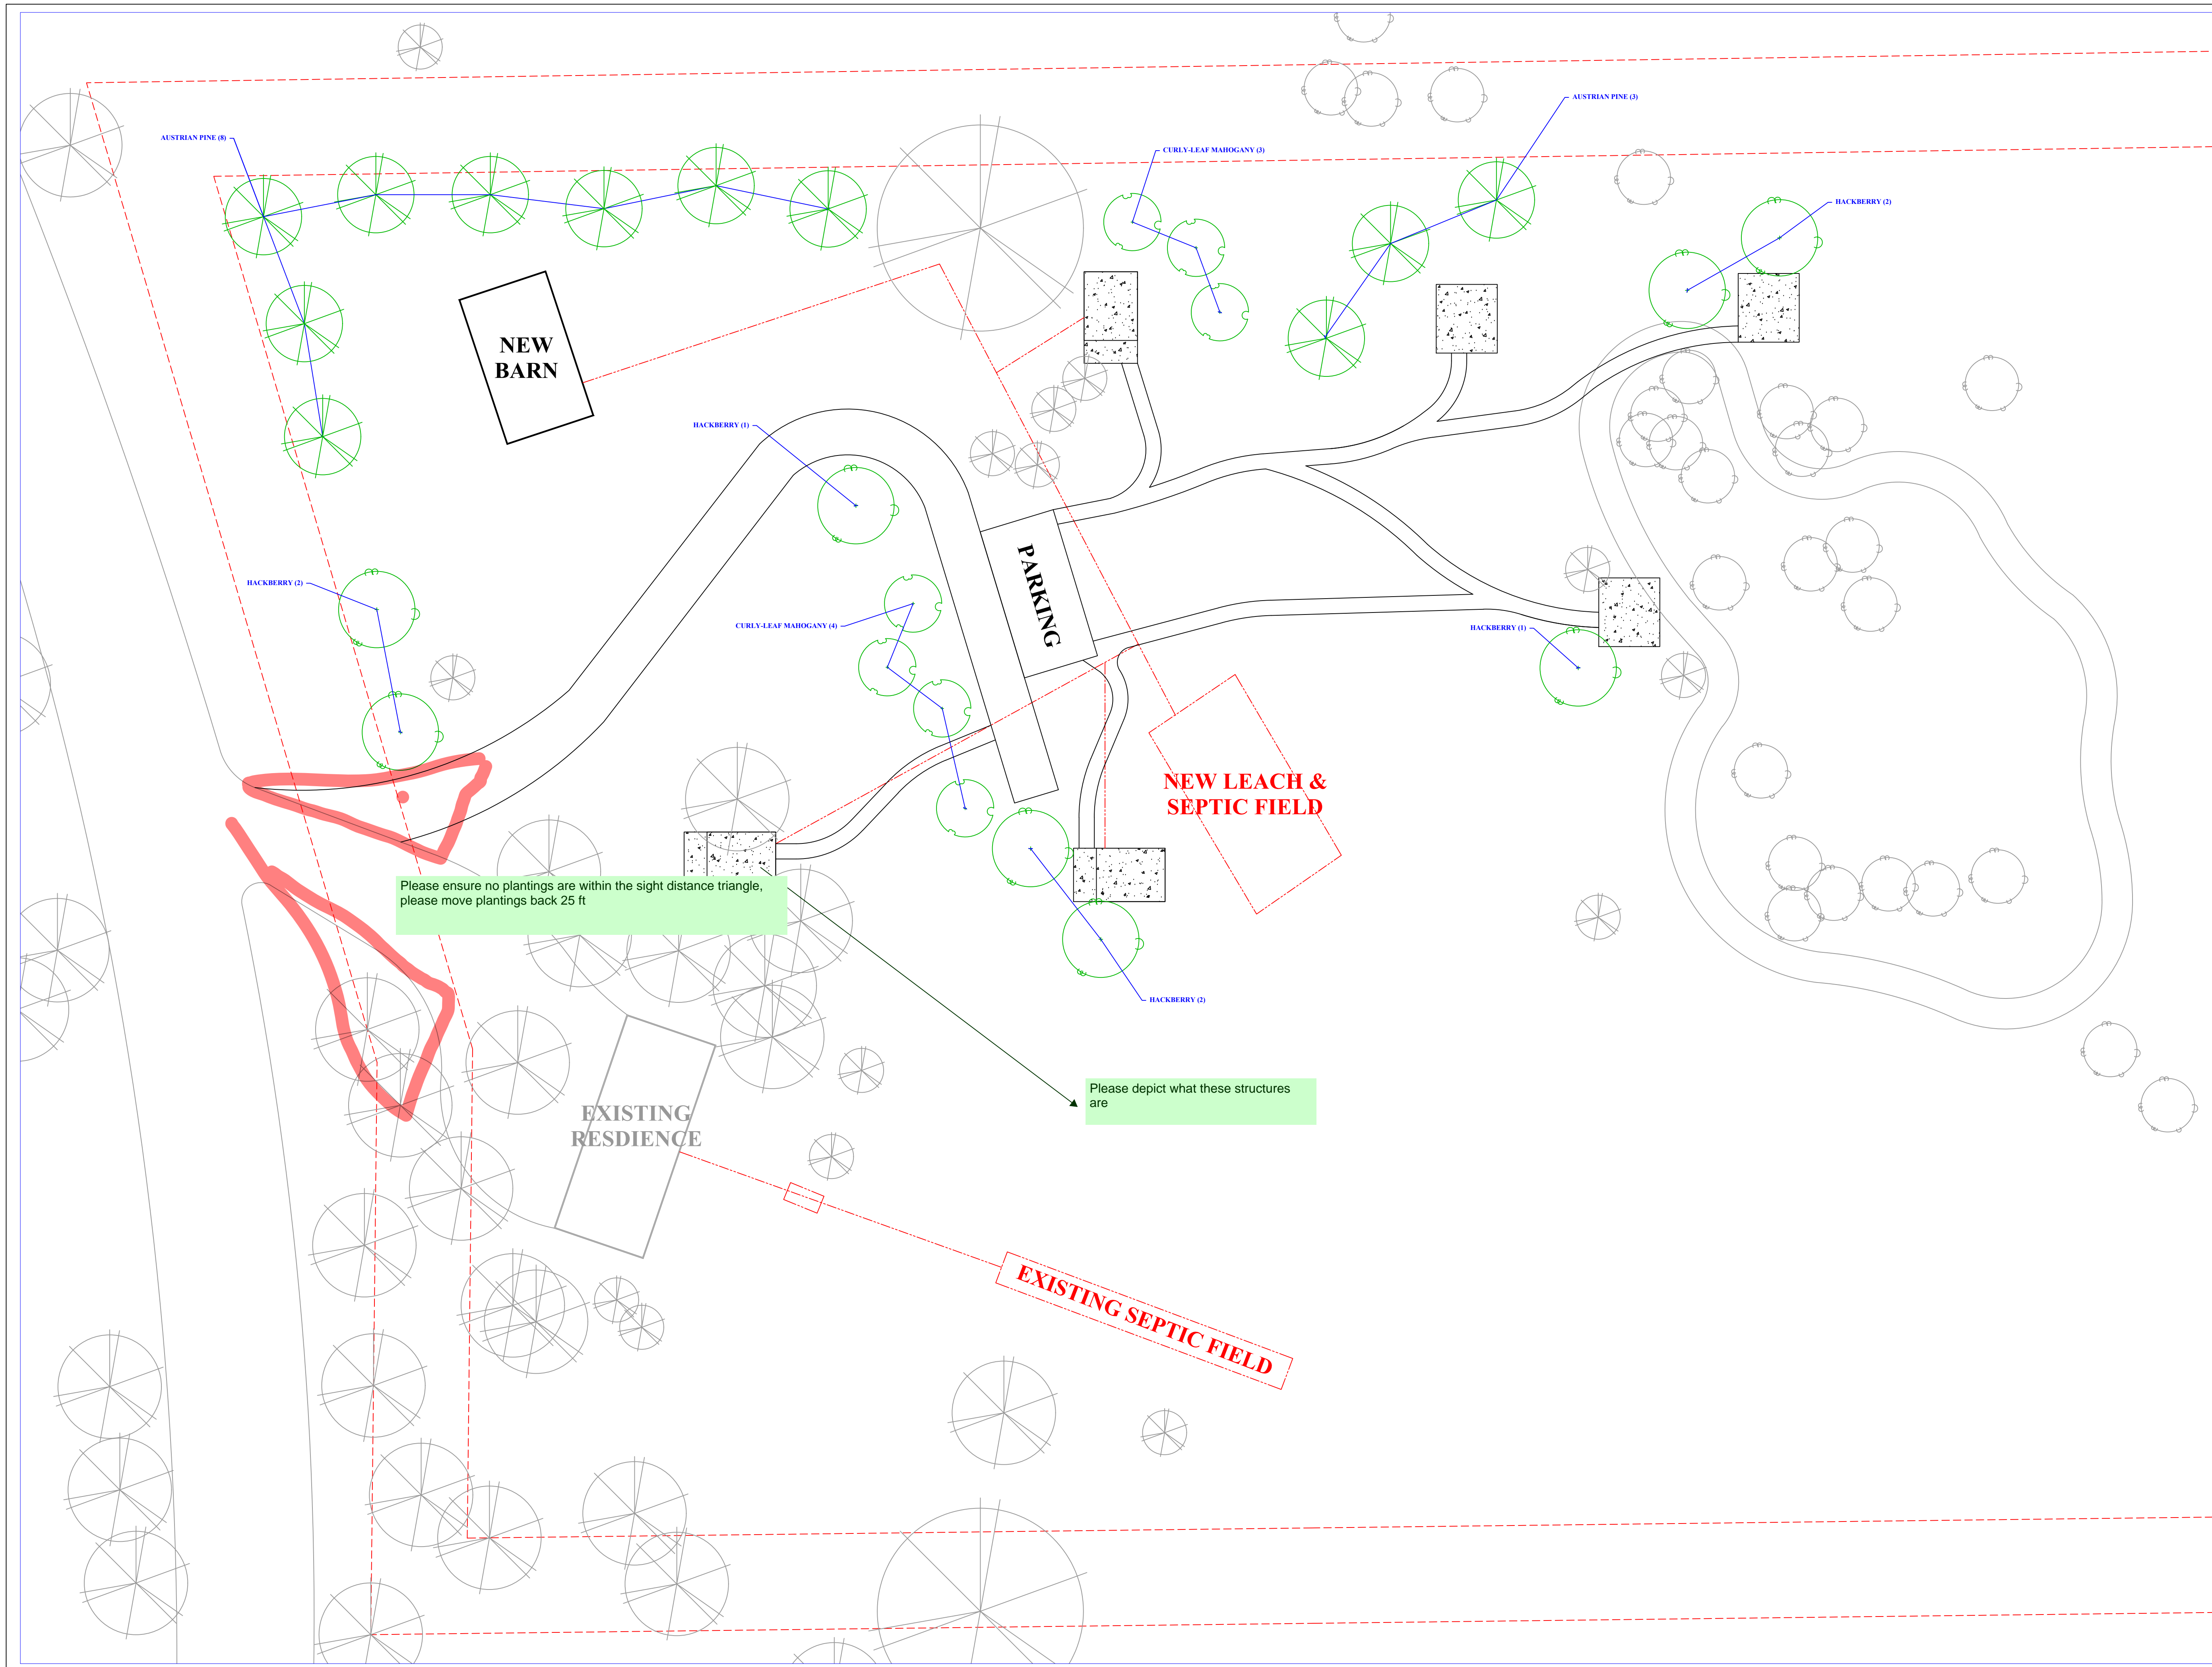 AUSTRIAN PINE (3)
AUSTRIAN PINE (8)
CURLY-LEAF MAHOGANY (3)
HACKBERRY (2)
NEW
BARN
HACKBERRY (1)
PARKING
HACKBERRY (2)
CURLY-LEAF MAHOGANY (4)
HACKBERRY (1)
NEW LEACH &
SEPTIC FIELD
Please ensure no plantings are within the sight distance triangle,
please move plantings back 25 ft
HACKBERRY (2)
Please depict what these structures
are
EXISTING
RESDIENCE
EXISTING SEPTIC FIELD